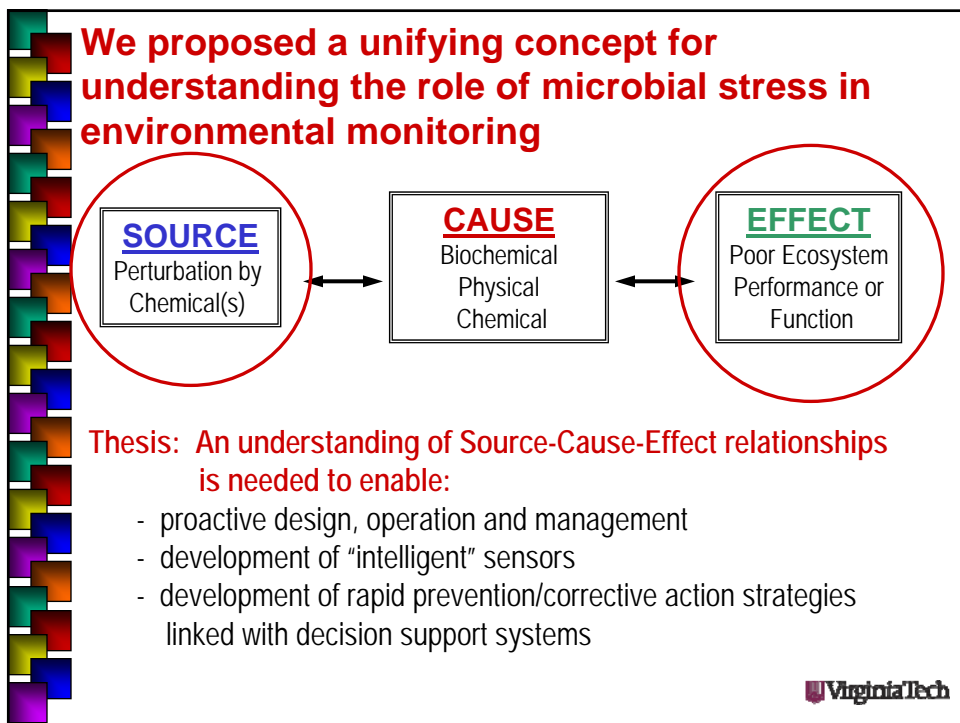 We proposed a unifying concept for
understanding the role of microbial stress in
environmental monitoring
SOURCE
Perturbation by
Chemical(s)
CAUSE
Biochemical
Physical
Chemical
EFFECT
Poor Ecosystem
Performance or
Function
Thesis: An understanding of Source-Cause-Effect relationships
is needed to enable:
- proactive design, operation and management
- development of “intelligent” sensors
- development of rapid prevention/corrective action strategies
linked with decision support systems
VirginiaTech